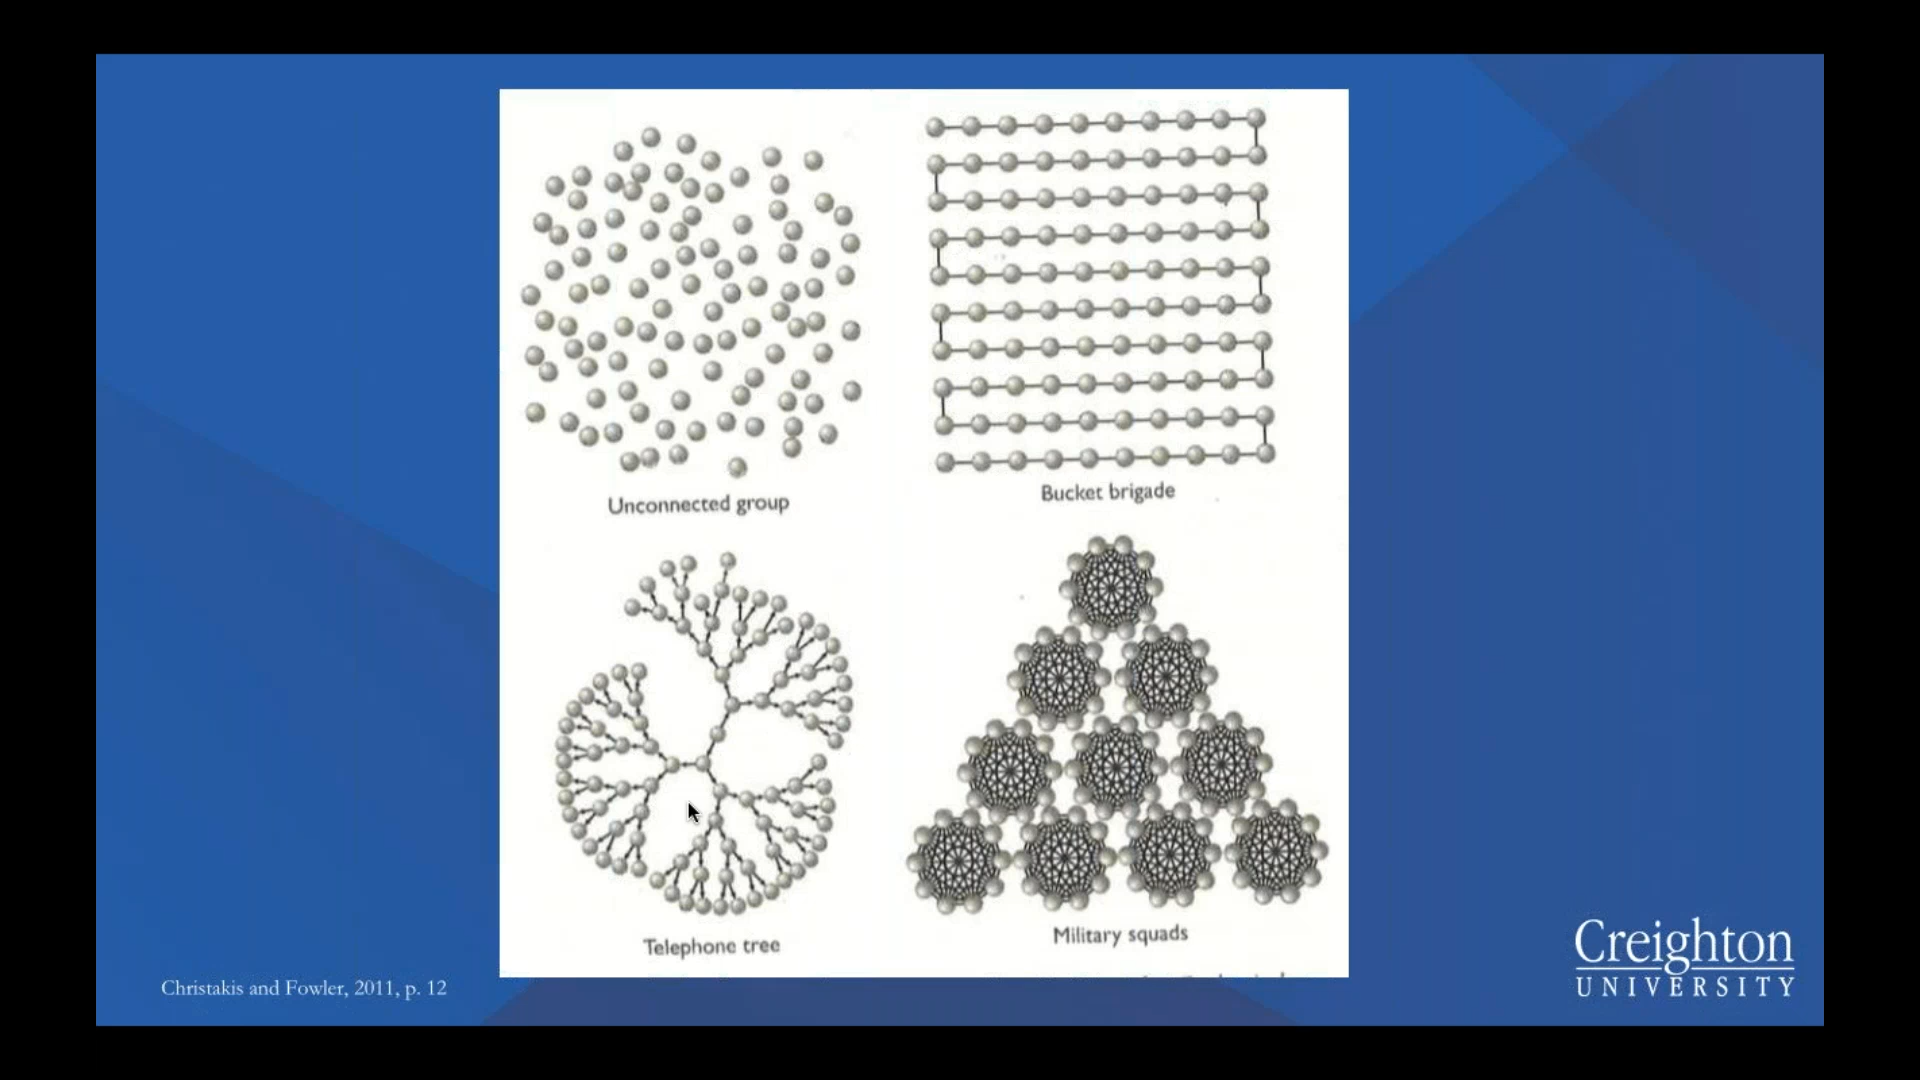 Unconnected group
Bucket brigade
Telephone tree
Military squads
Christakis and Fowler, 2011, p. 12
Creighton
UNIVERSITY